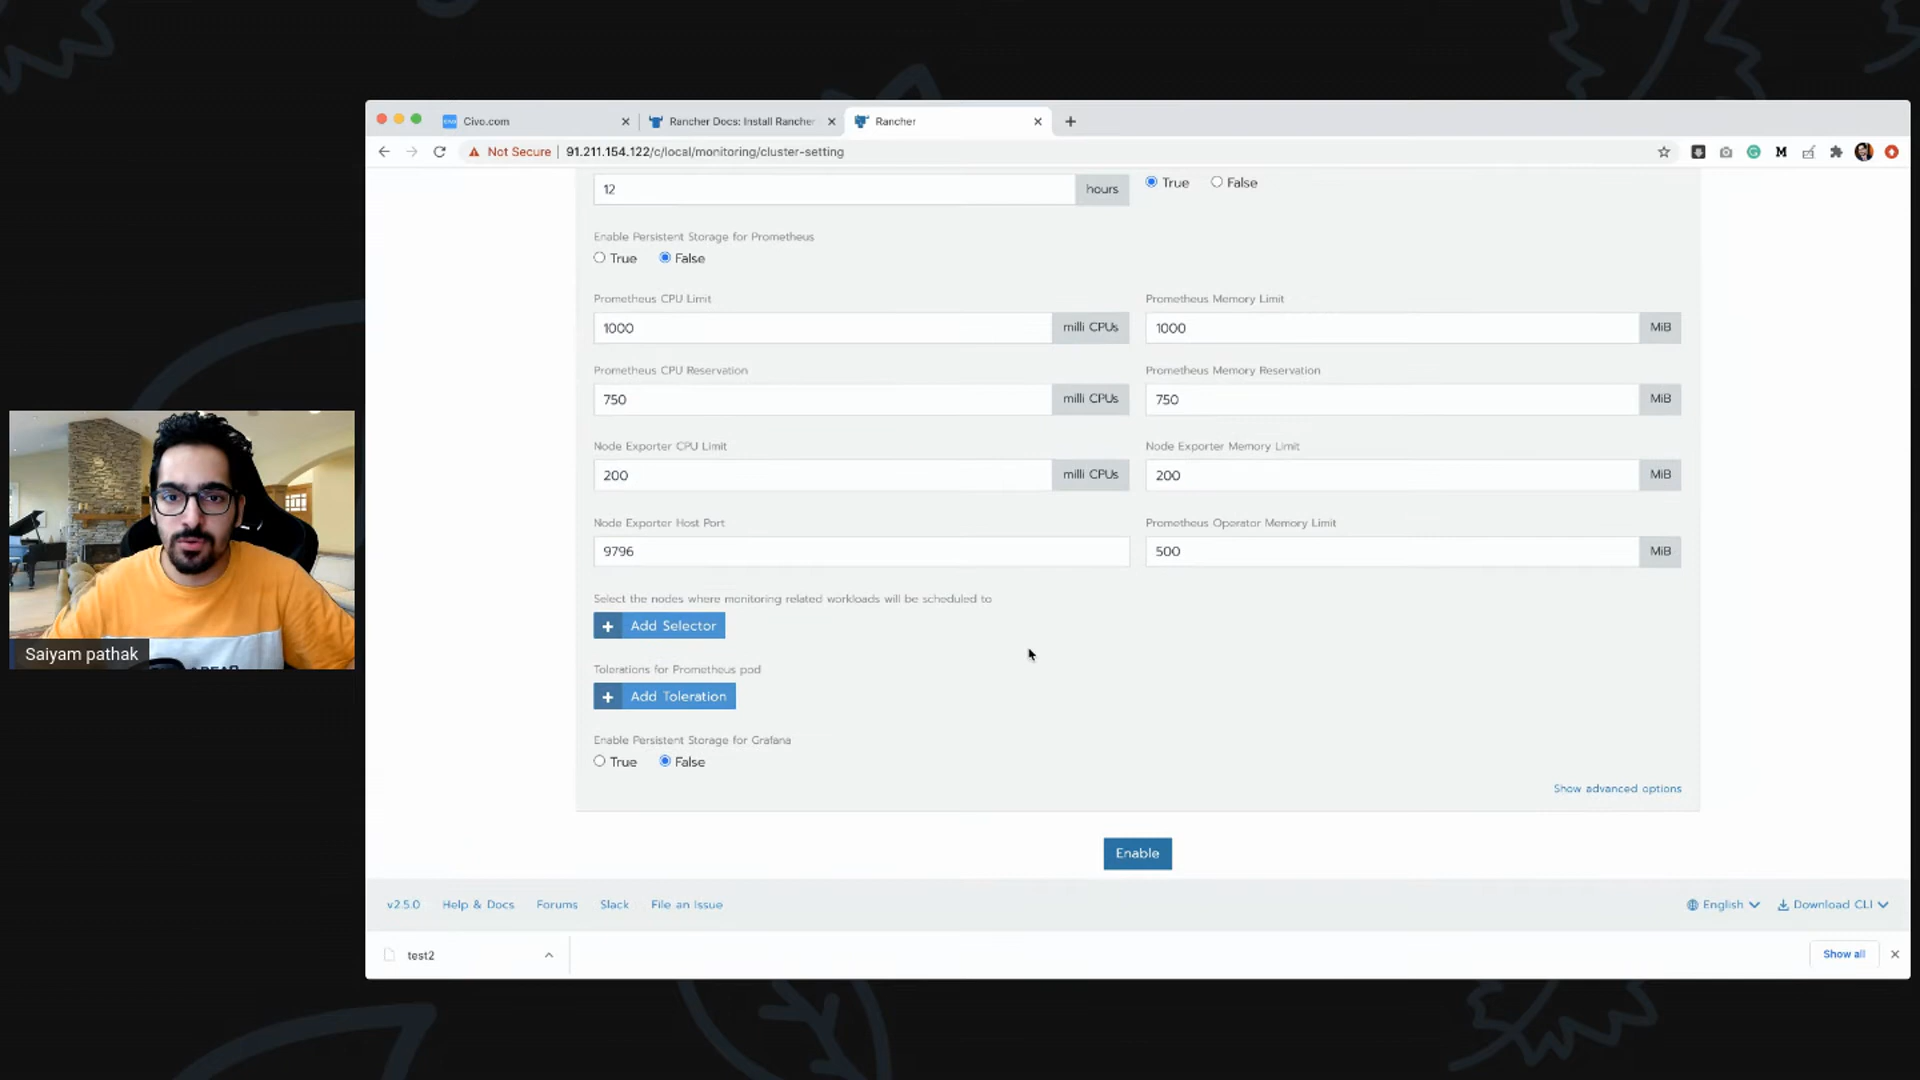 Civo.com
Rancher Docs: Install Rancher
Rancher
Not Secure
91.211.154.122/c/local/monitoring/cluster-setting
12
hours
True
False
Enable Persistent Storage for Prometheus
True
False
Prometheus CPU Limit
Prometheus Memory Limit
1000
milli CPUs
1000
MiB
Prometheus CPU Reservation
Prometheus Memory Reservation
750
milli CPUs
750
MiB
Node Exporter CPU Limit
Node Exporter Memory Limit
200
milli CPUs
200
MiB
Node Exporter Host Port
Prometheus Operator Memory Limit
9796
500
MiB
Select the nodes where monitoring related workloads will be scheduled to
+ Add Selector
Tolerations for Prometheus pod
+ Add Toleration
Enable Persistent Storage for Grafana
True
False
Show advanced options
Enable
v2.5.0
Help & Docs
Forums
Slack
File an Issue
English
Download CLI
test2
Show all
Saiyam pathak